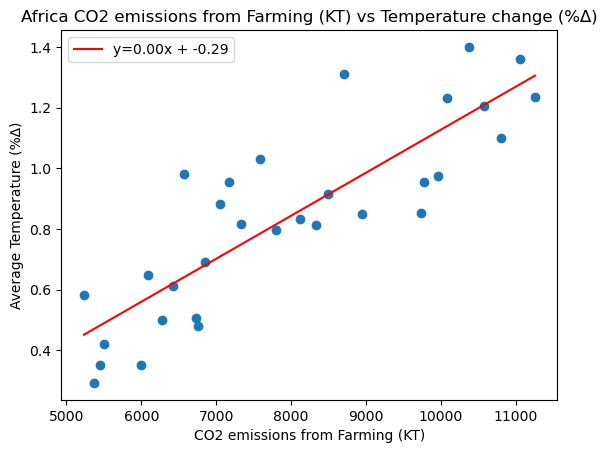 Africa CO2 emissions from Farming (KT) vs Temperature change (%Δ)
y=0.00x + -0.29
1.4
1.2
1.0
0.8
0.6
0.4
Average Temperature (%Δ)
5000 6000 7000 8000 9000 10000 11000
CO2 emissions from Farming (KT)